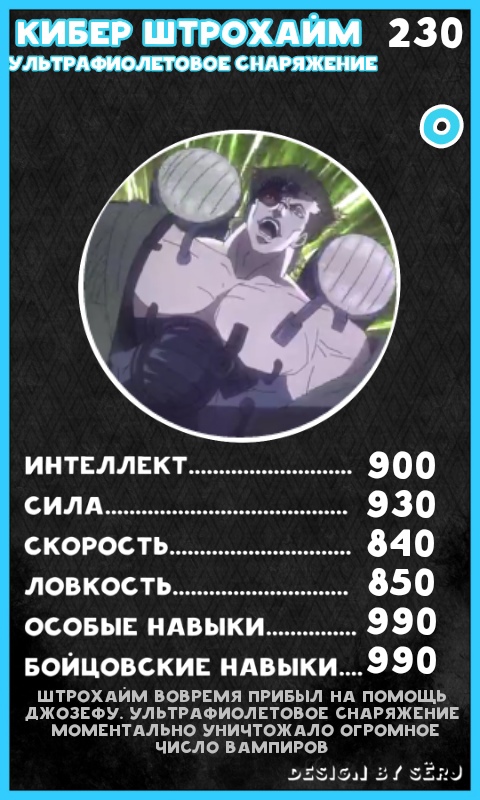 КИБЕР ШТРОХАЙМ 230
УЛЬТРАФИОЛЕТОВОЕ СНАРЯЖЕНИЕ
ИНТЕЛЛЕКТ.......................... 900
СИЛА....................................... 930
СКОРОСТЬ............................. 840
ЛОВКОСТЬ............................ 850
ОСОБЫЕ НАВЫКИ.............. 990
БОЙЦОВСКИЕ НАВЫКИ.... 990
ШТРОХАЙМ ВОВРЕМЯ ПРИБЫЛ НА ПОМОЩЬ
ДЖОЗЕФУ. УЛЬТРАФИОЛЕТОВОЕ СНАРЯЖЕНИЕ
МОМЕНТАЛЬНО УНИЧТОЖАЛО ОГРОМНОЕ
ЧИСЛО ВАМПИРОВ
DESIGN BY SЁRJ